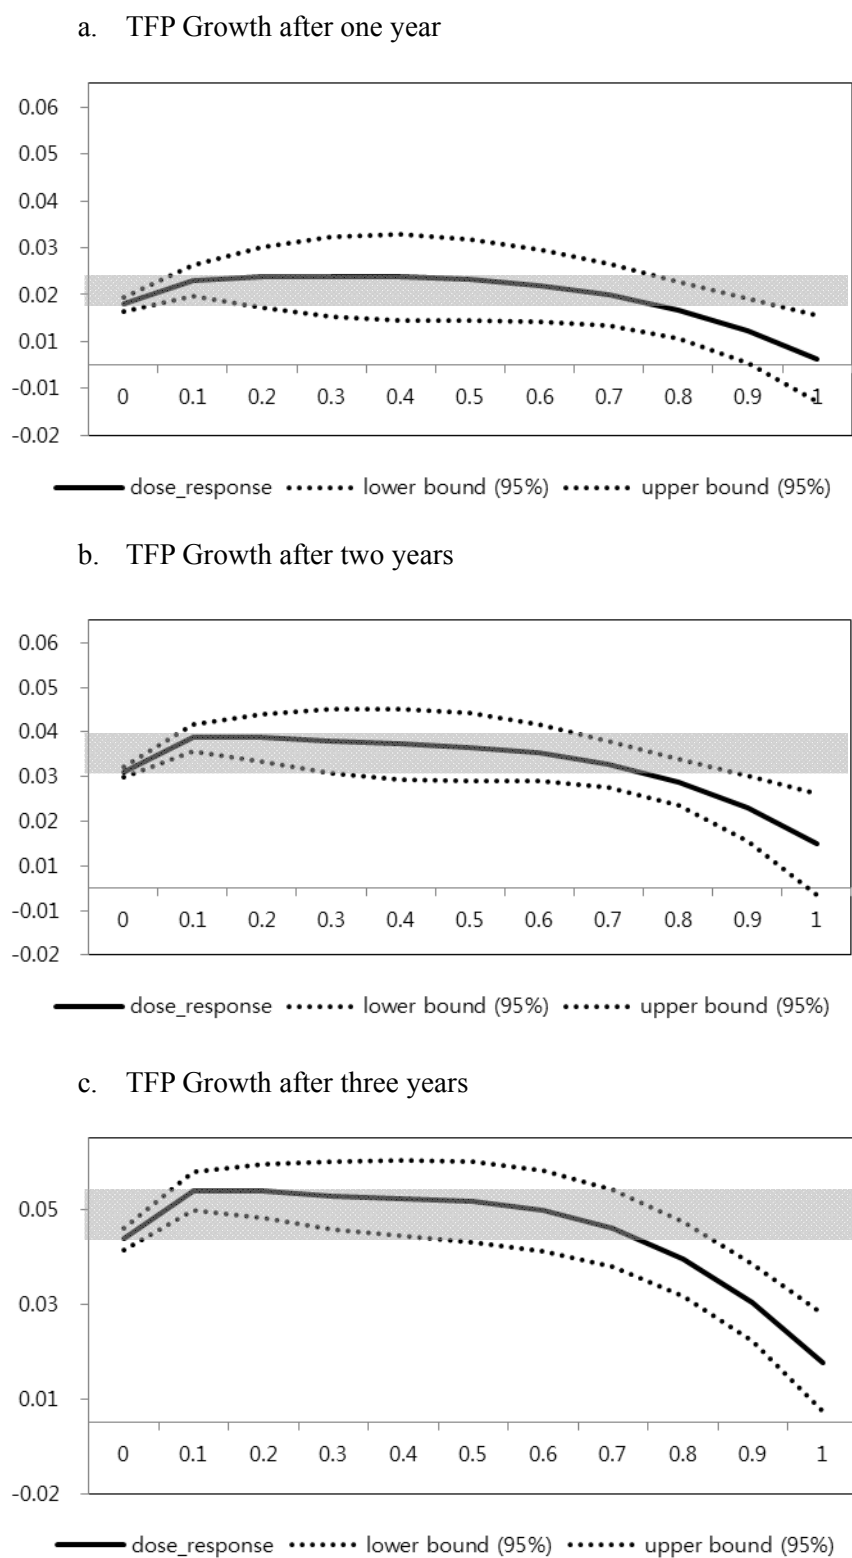 a. TFP Growth after one year
0.06
0.05
0.04
0.03
0.02
0.01
-0.01
0 0.1 0.2 0.3 0.4 0.5 0.6 0.7 0.8 0.9 1
-0.02
dose_response lower bound (95%) upper bound (95%)
b. TFP Growth after two years
0.06
0.05
0.04
0.03
0.02
0.01
-0.01
0 0.1 0.2 0.3 0.4 0.5 0.6 0.7 0.8 0.9 1
-0.02
dose_response lower bound (95%) upper bound (95%)
c. TFP Growth after three years
0.05
0.03
0.01
0 0.1 0.2 0.3 0.4 0.5 0.6 0.7 0.8 0.9 1
-0.02
dose_response lower bound (95%) upper bound (95%)